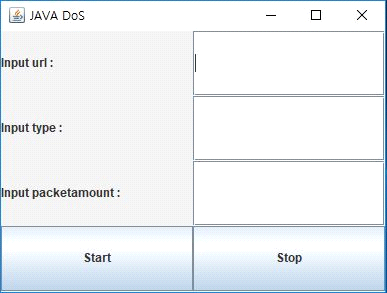 JAVA DoS
Input url :
Input type :
Input packetamount :
Start
Stop